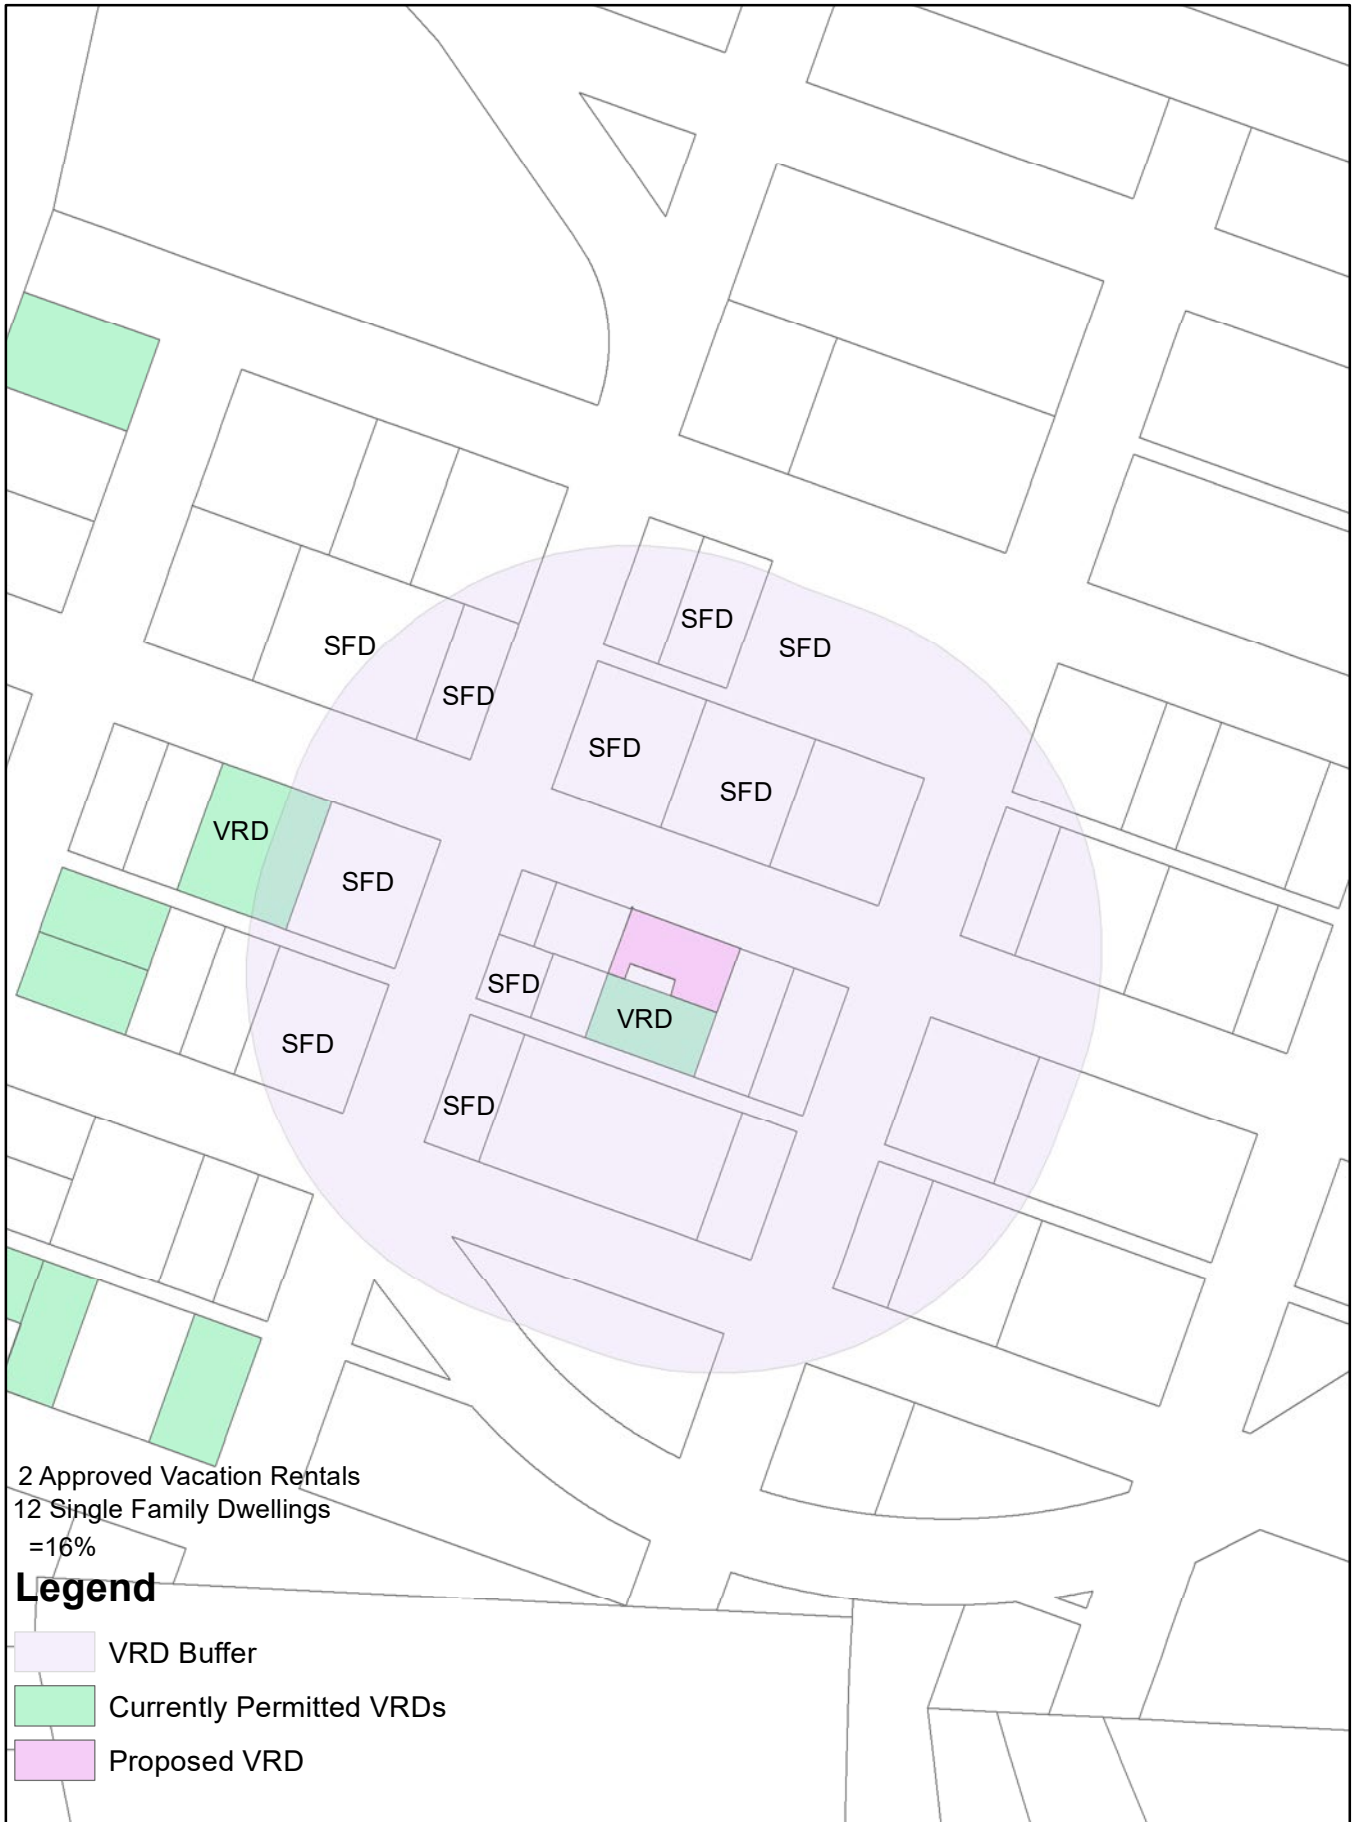 SFD
SFD
SFD
SFD
SFD
SFD
VRD
SFD
SFD
VRD
SFD
SFD
2 Approved Vacation Rentals
12 Single Family Dwellings
=16%
Legend
VRD Buffer
Currently Permitted VRDs
Proposed VRD